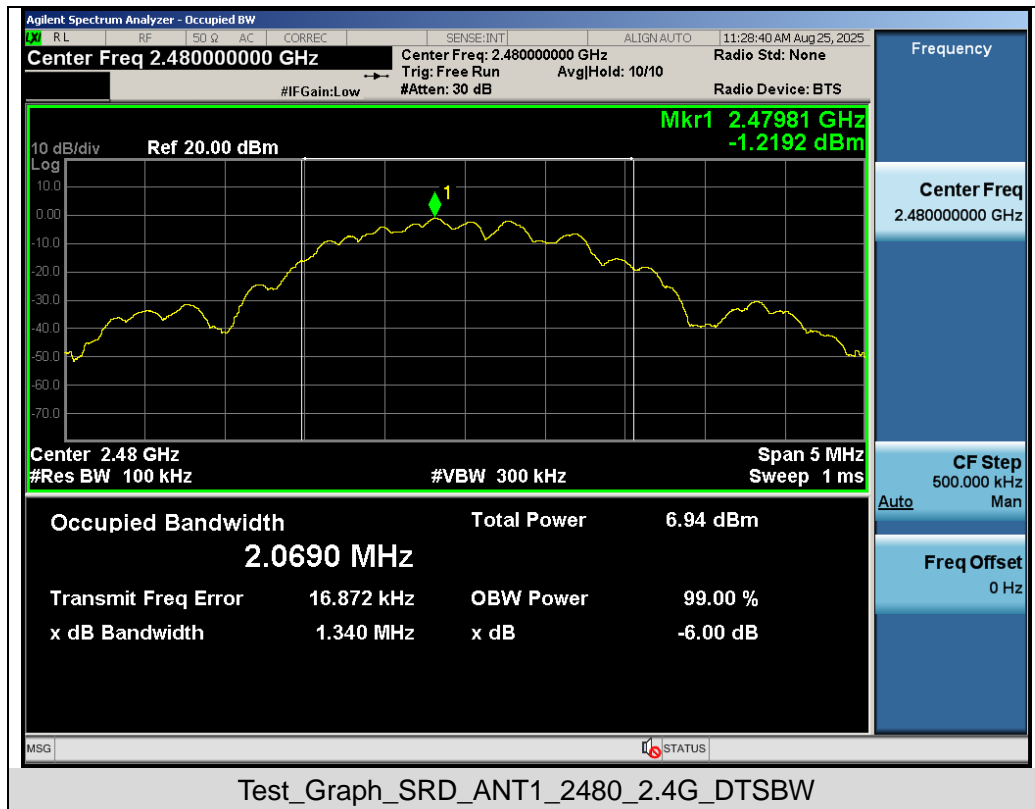 Agilent Spectrum Analyzer - Occupied BW
LXI RL RF 50 Ω AC CORREC SENSE:INT ALIGN AUTO 11:28:40 AM Aug 25, 2025
Center Freq 2.480000000 GHz
Center Freq: 2.480000000 GHz
Radio Std: None
Trig: Free Run Avg|Hold: 10/10
#IFGain:Low #Atten: 30 dB Radio Device: BTS
Mkr1 2.47981 GHz
-1.2192 dBm
10 dB/div Ref 20.00 dBm
Log
10.0
1
0.00
-10.0
-20.0
-30.0
-40.0
-50.0
-60.0
-70.0
Center 2.48 GHz Span 5 MHz
#Res BW 100 kHz #VBW 300 kHz Sweep 1 ms
Occupied Bandwidth Total Power 6.94 dBm
2.0690 MHz
Transmit Freq Error 16.872 kHz OBW Power 99.00 %
x dB Bandwidth 1.340 MHz x dB -6.00 dB
MSG STATUS
Frequency
Center Freq
2.480000000 GHz
CF Step
500.000 kHz
Auto Man
Freq Offset
0 Hz
Test_Graph_SRD_ANT1_2480_2.4G_DTSBW